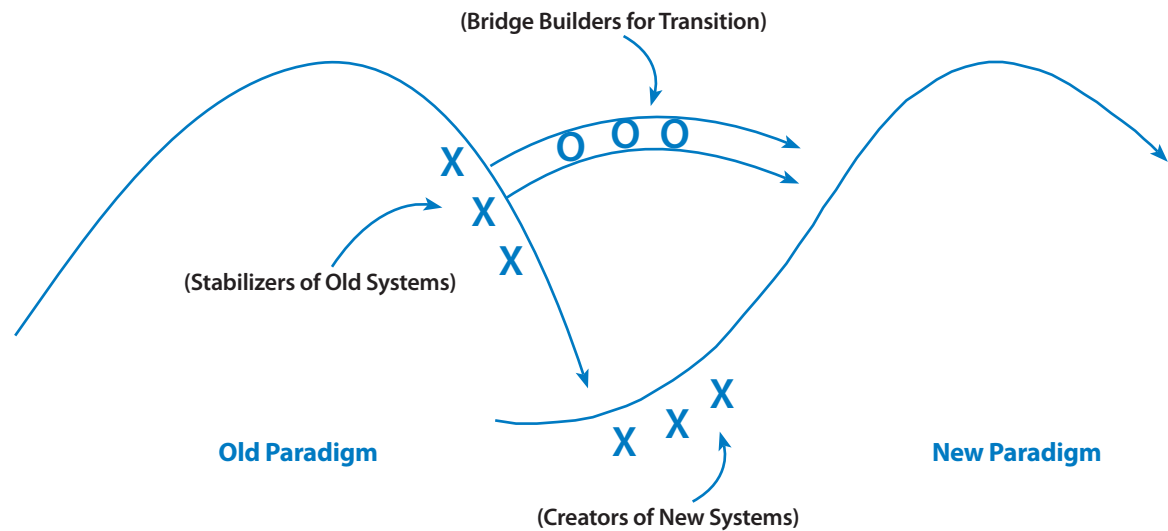 (Bridge Builders for Transition)
O O O
X
X
X
(Stabilizers of Old Systems)
X X X
Old Paradigm
New Paradigm
(Creators of New Systems)